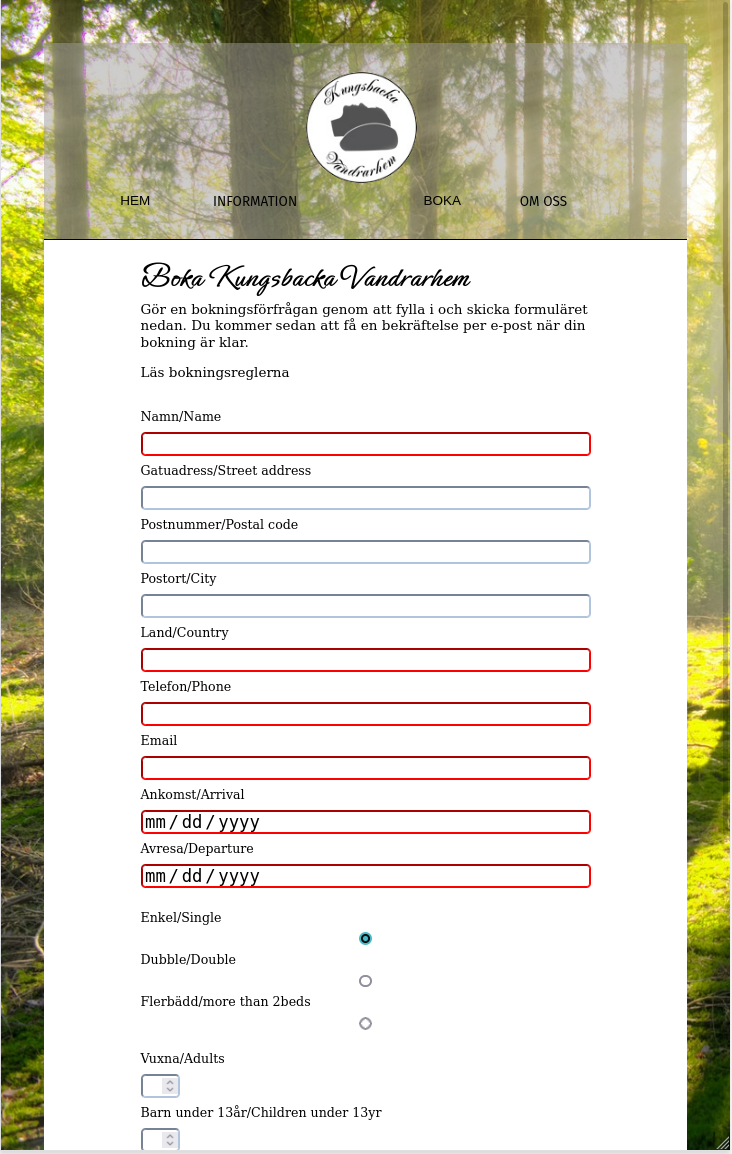 Kungsbacka
Vandrarhem
HEM INFORMATION BOKA OM OSS
Boka Kungsbacka Vandrarhem
Gör en bokningsförfrågan genom att fylla i och skicka formuläret
nedan. Du kommer sedan att få en bekräftelse per e-post när din
bokning är klar.
Läs bokningsreglerna
Namn/Name
Gatuadress/Street address
Postnummer/Postal code
Postort/City
Land/Country
Telefon/Phone
Email
Ankomst/Arrival
mm/dd/yyyy
Avresa/Departure
mm/dd/yyyy
Enkel/Single
Dubble/Double
Flerbädd/more than 2beds
Vuxna/Adults
Barn under 13år/Children under 13yr